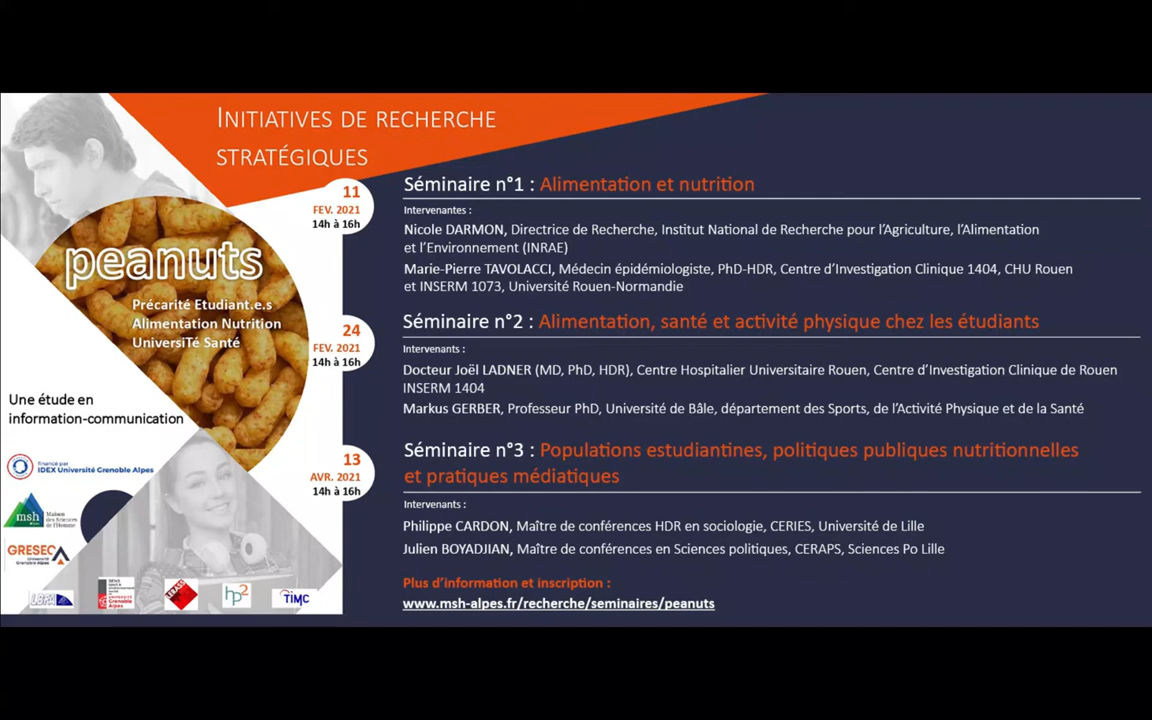 INITIATIVES DE RECHERCHE
STRATÉGIQUES
peanuts
Précarité Etudiant.e.s
Alimentation Nutrition
UniversiTé Santé
Une étude en
information-communication
11
FEV. 2021
14h à 16h
Séminaire n°1 : Alimentation et nutrition
Intervenantes :
Nicole DARMON, Directrice de Recherche, Institut National de Recherche pour l'Agriculture, l'Alimentation
et l'Environnement (INRAE)
Marie-Pierre TAVOLACCI, Médecin épidémiologiste, PhD-HDR, Centre d'Investigation Clinique 1404, CHU Rouen
et INSERM 1073, Université Rouen-Normandie
24
FEV. 2021
14h à 16h
Séminaire n°2 : Alimentation, santé et activité physique chez les étudiants
Intervenants :
Docteur Joël LADNER (MD, PhD, HDR), Centre Hospitalier Universitaire Rouen, Centre d'Investigation Clinique de Rouen
INSERM 1404
Markus GERBER, Professeur PhD, Université de Bâle, département des Sports, de l'Activité Physique et de la Santé
13
AVR. 2021
14h à 16h
Séminaire n°3 : Populations estudiantines, politiques publiques nutritionnelles
et pratiques médiatiques
Intervenants :
Philippe CARDON, Maître de conférences HDR en sociologie, CERIES, Université de Lille
Julien BOYADJIAN, Maître de conférences en Sciences politiques, CERAPS, Sciences Po Lille
Plus d'information et inscription :
www.msh-alpes.fr/recherche/seminaires/peanuts
financé par
IDEX Université Grenoble Alpes
msh
Maison
des Sciences
de l'Homme
GRESEC
Université
Grenoble Alpes
hp2
TIMC